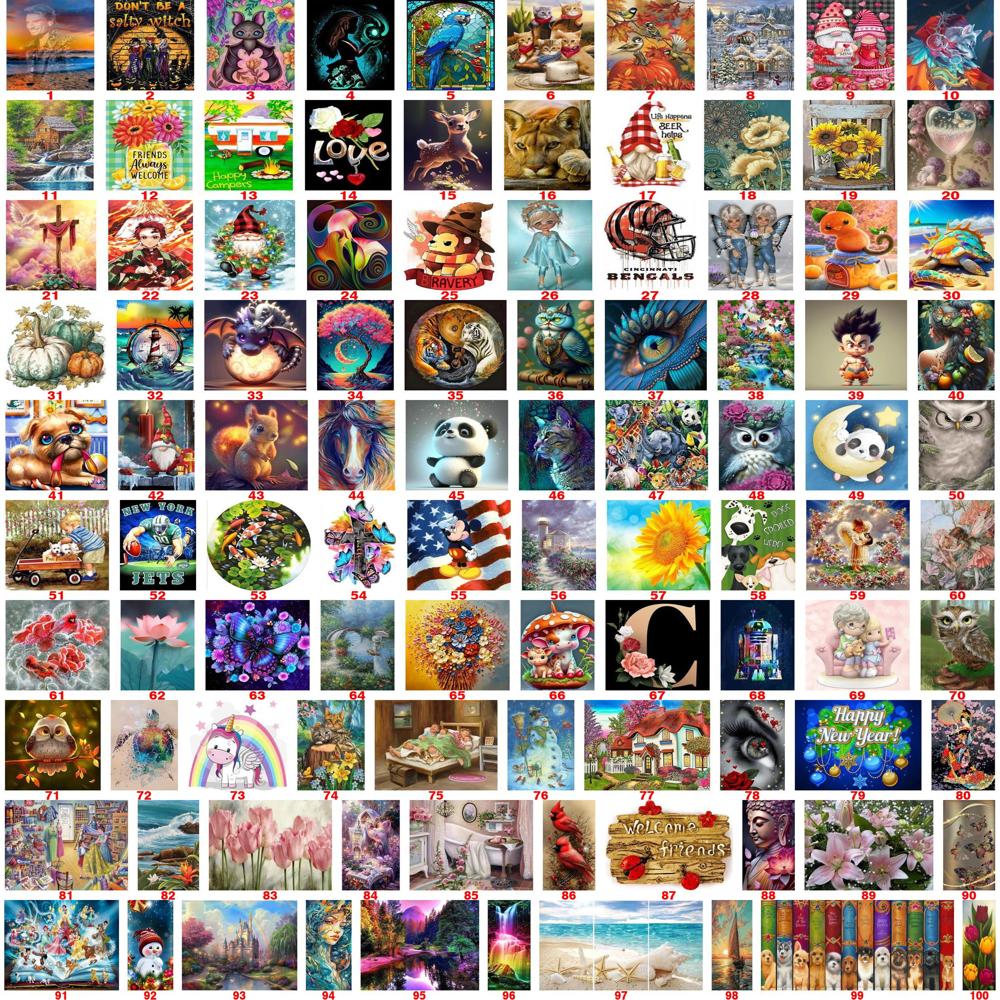 DON'T BE A
salty witch
1 2 3 4 5 6 7 8 9 10
FRIENDS
Always
WELCOME
Happy
Campers
LOVE
Life Happens
BEER
helps
11 12 13 14 15 16 17 18 19 20
BRAVERY
CINCINNATI
BENGALS
21 22 23 24 25 26 27 28 29 30
31 32 33 34 35 36 37 38 39 40
41 42 43 44 45 46 47 48 49 50
NEW YORK
JETS
DOGS
SPOILED
HERE!
51 52 53 54 55 56 57 58 59 60
C
61 62 63 64 65 66 67 68 69 70
Happy
New Year!
71 72 73 74 75 76 77 78 79 80
Welcome
friends
81 82 83 84 85 86 87 88 89 90
91 92 93 94 95 96 97 98 99 100